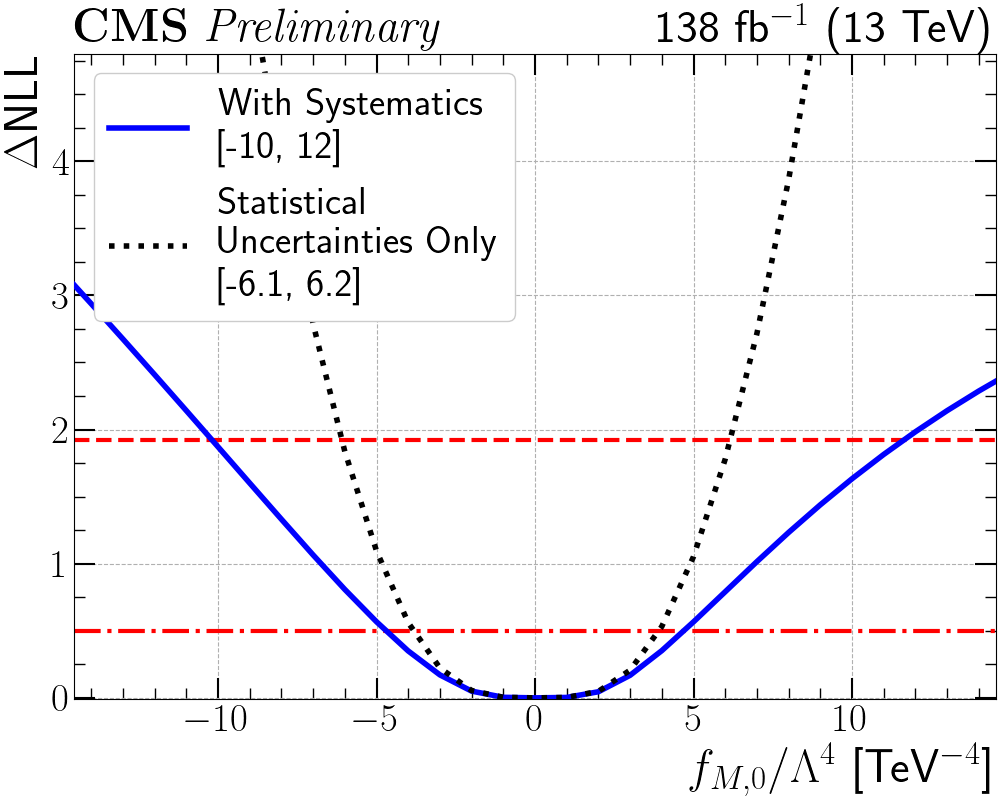 CMS Preliminary 138 fb⁻¹ (13 TeV)
ΔNLL
With Systematics
[-10, 12]
Statistical
Uncertainties Only
[-6.1, 6.2]
4
3
2
1
0
−10 −5 0 5 10
f_{M,0}/Λ⁴ [TeV⁻⁴]